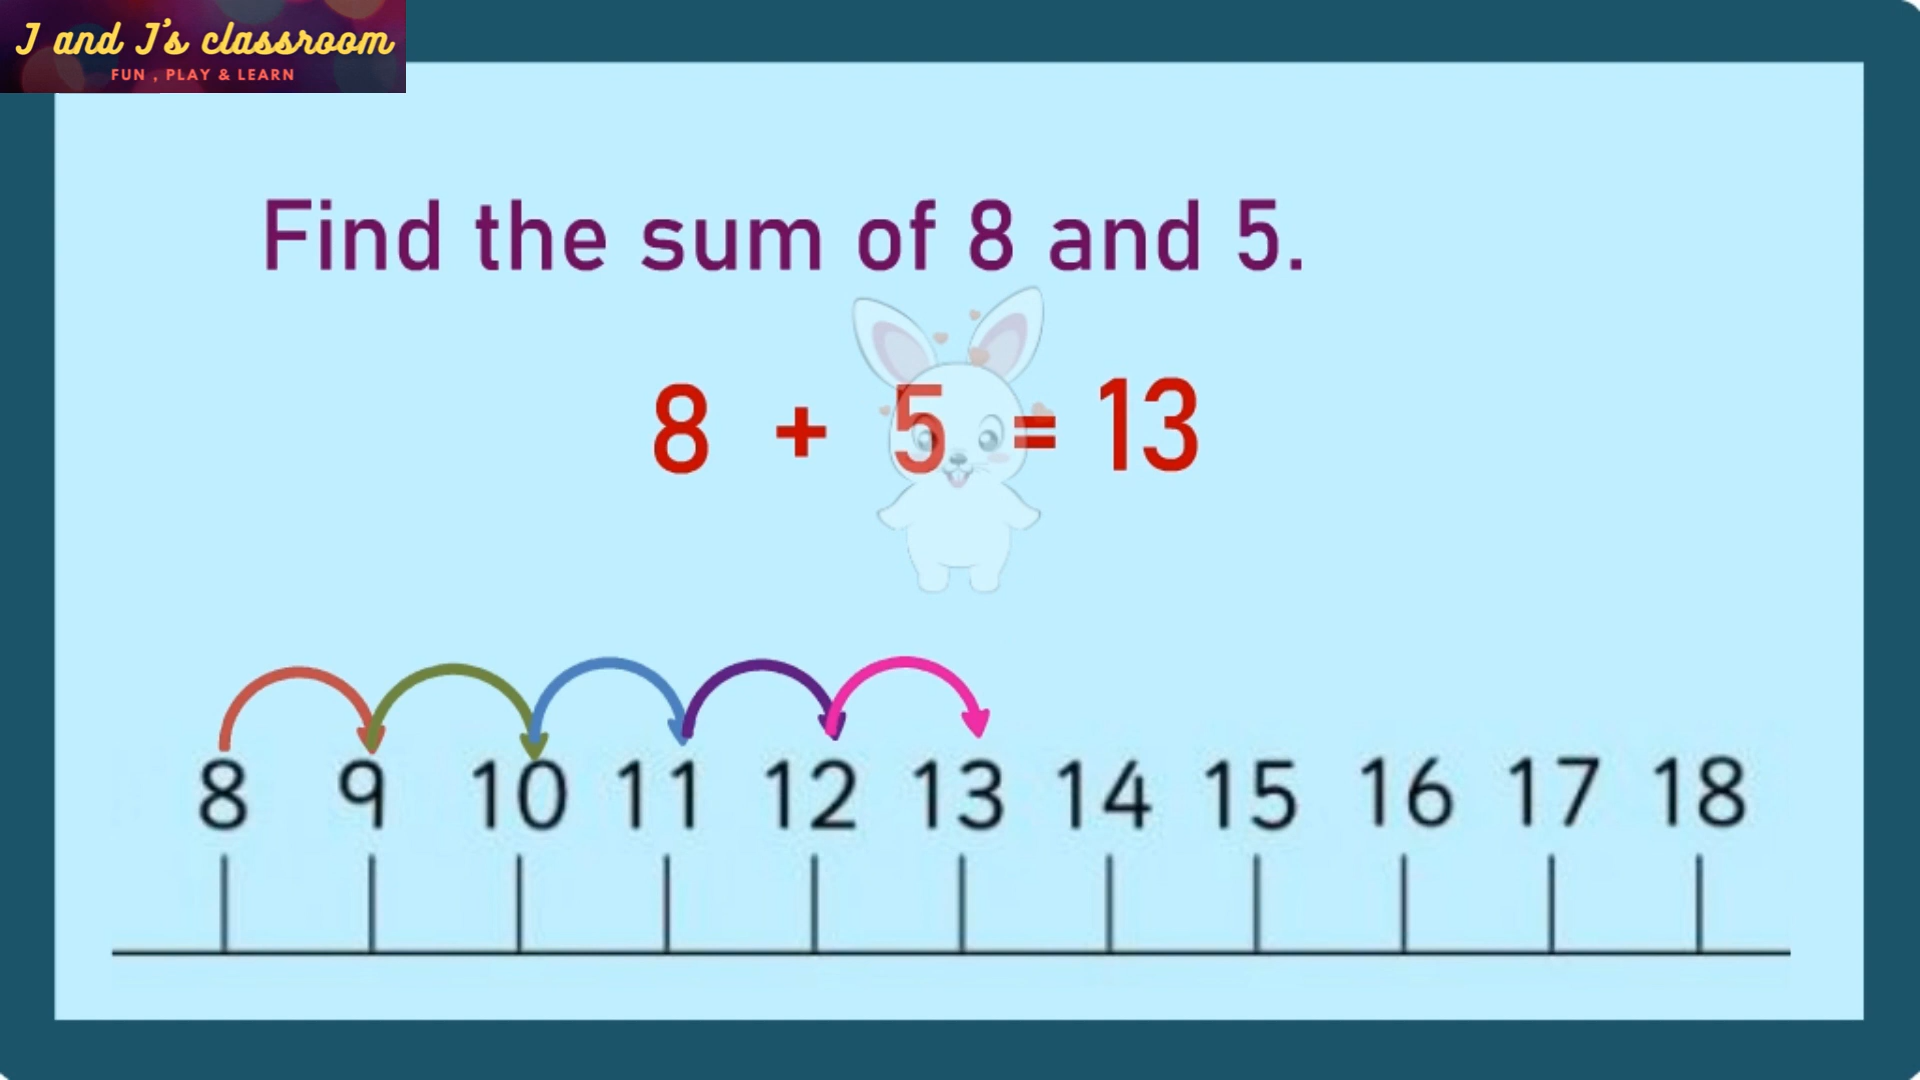 J and J's classroom
FUN , PLAY & LEARN
Find the sum of 8 and 5.
8 + 5 = 13
8 9 10 11 12 13 14 15 16 17 18